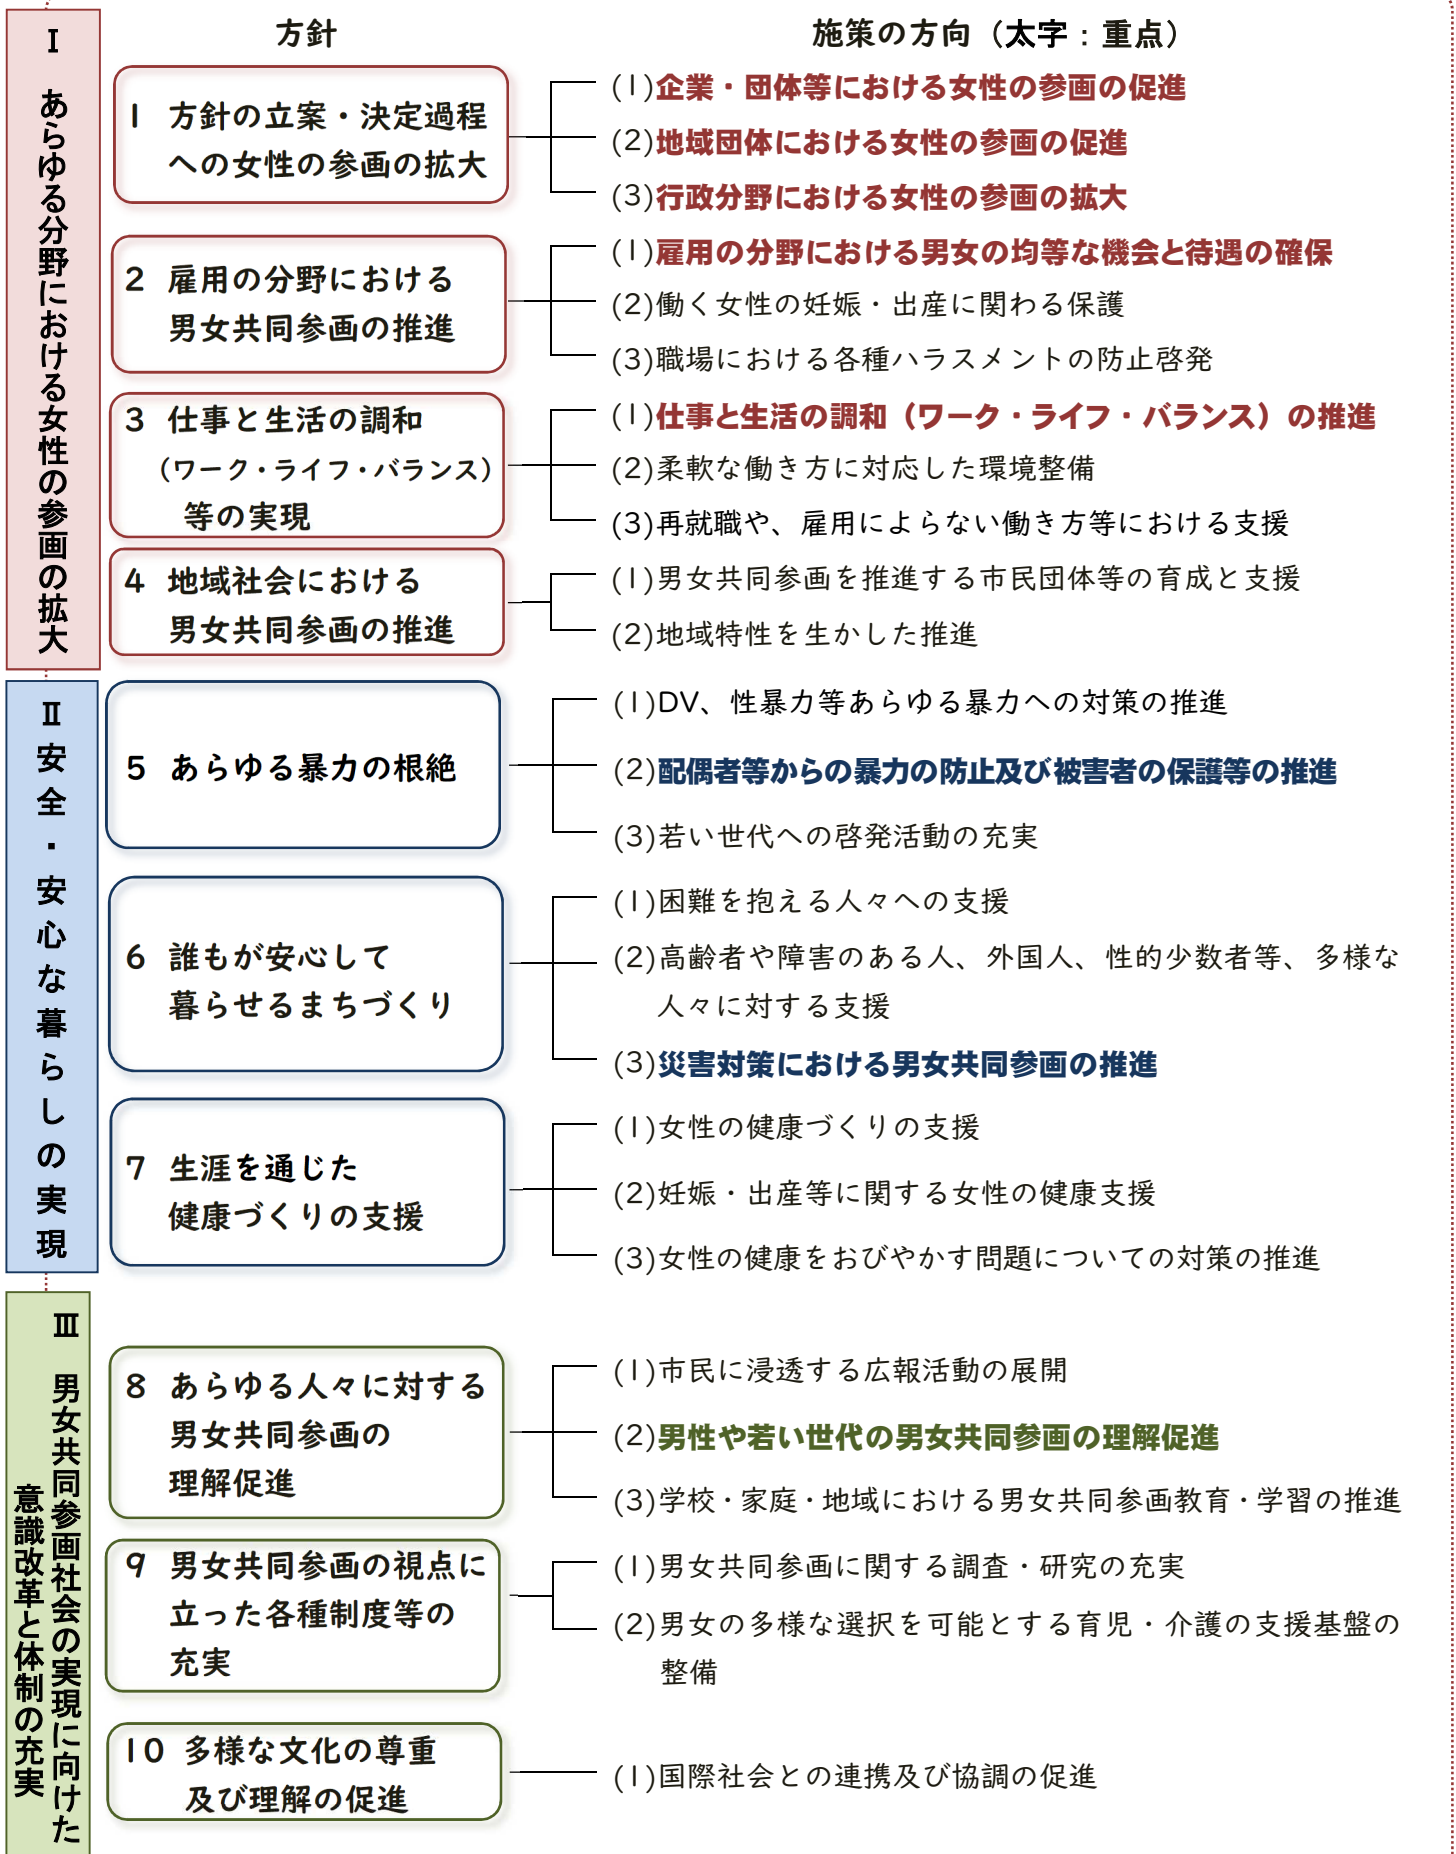 方針
施策の方向（太字：重点）
Ⅰ　あらゆる分野における女性の参画の拡大
1 方針の立案・決定過程
への女性の参画の拡大
(1)企業・団体等における女性の参画の促進
(2)地域団体における女性の参画の促進
(3)行政分野における女性の参画の拡大
2 雇用の分野における
男女共同参画の推進
(1)雇用の分野における男女の均等な機会と待遇の確保
(2)働く女性の妊娠・出産に関わる保護
(3)職場における各種ハラスメントの防止啓発
3 仕事と生活の調和
（ワーク・ライフ・バランス）
等の実現
(1)仕事と生活の調和（ワーク・ライフ・バランス）の推進
(2)柔軟な働き方に対応した環境整備
(3)再就職や、雇用によらない働き方等における支援
4 地域社会における
男女共同参画の推進
(1)男女共同参画を推進する市民団体等の育成と支援
(2)地域特性を生かした推進
Ⅱ安全・安心な暮らしの実現
5 あらゆる暴力の根絶
(1)DV、性暴力等あらゆる暴力への対策の推進
(2)配偶者等からの暴力の防止及び被害者の保護等の推進
(3)若い世代への啓発活動の充実
6 誰もが安心して
暮らせるまちづくり
(1)困難を抱える人々への支援
(2)高齢者や障害のある人、外国人、性的少数者等、多様な
人々に対する支援
(3)災害対策における男女共同参画の推進
7 生涯を通じた
健康づくりの支援
(1)女性の健康づくりの支援
(2)妊娠・出産等に関する女性の健康支援
(3)女性の健康をおびやかす問題についての対策の推進
Ⅲ　男女共同参画社会の実現に向けた
意識改革と体制の充実
8 あらゆる人々に対する
男女共同参画の
理解促進
(1)市民に浸透する広報活動の展開
(2)男性や若い世代の男女共同参画の理解促進
(3)学校・家庭・地域における男女共同参画教育・学習の推進
9 男女共同参画の視点に
立った各種制度等の
充実
(1)男女共同参画に関する調査・研究の充実
(2)男女の多様な選択を可能とする育児・介護の支援基盤の
整備
10 多様な文化の尊重
及び理解の促進
(1)国際社会との連携及び協調の促進